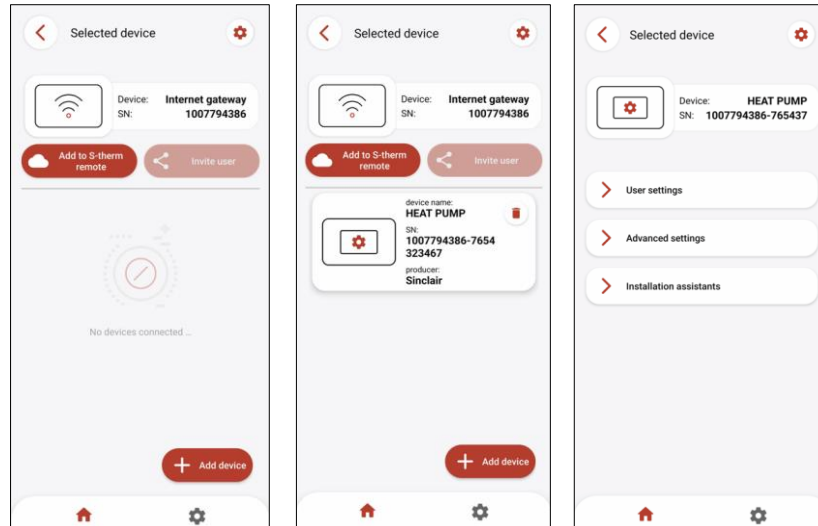 Selected device
Device: Internet gateway
SN: 1007794386
Add to S-therm
remote
Invite user
No devices connected ...
Add device
Selected device
Device: Internet gateway
SN: 1007794386
Add to S-therm
remote
Invite user
device name:
HEAT PUMP
SN:
1007794386-7654
323467
producer:
Sinclair
Add device
Selected device
Device: HEAT PUMP
SN: 1007794386-765437
User settings
Advanced settings
Installation assistants